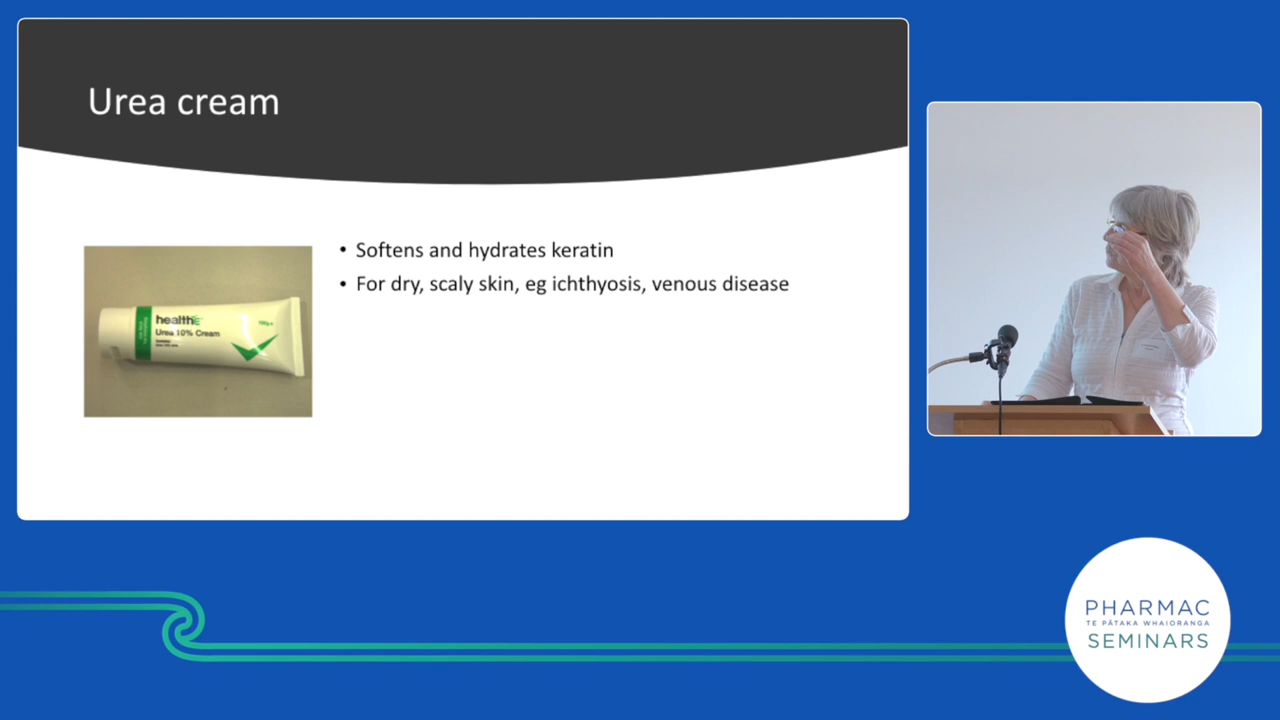 Urea cream
• Softens and hydrates keratin
• For dry, scaly skin, eg ichthyosis, venous disease
healthE
Urea 10% Cream
PHARMAC
TE PĀTAKA WHAIORANGA
SEMINARS